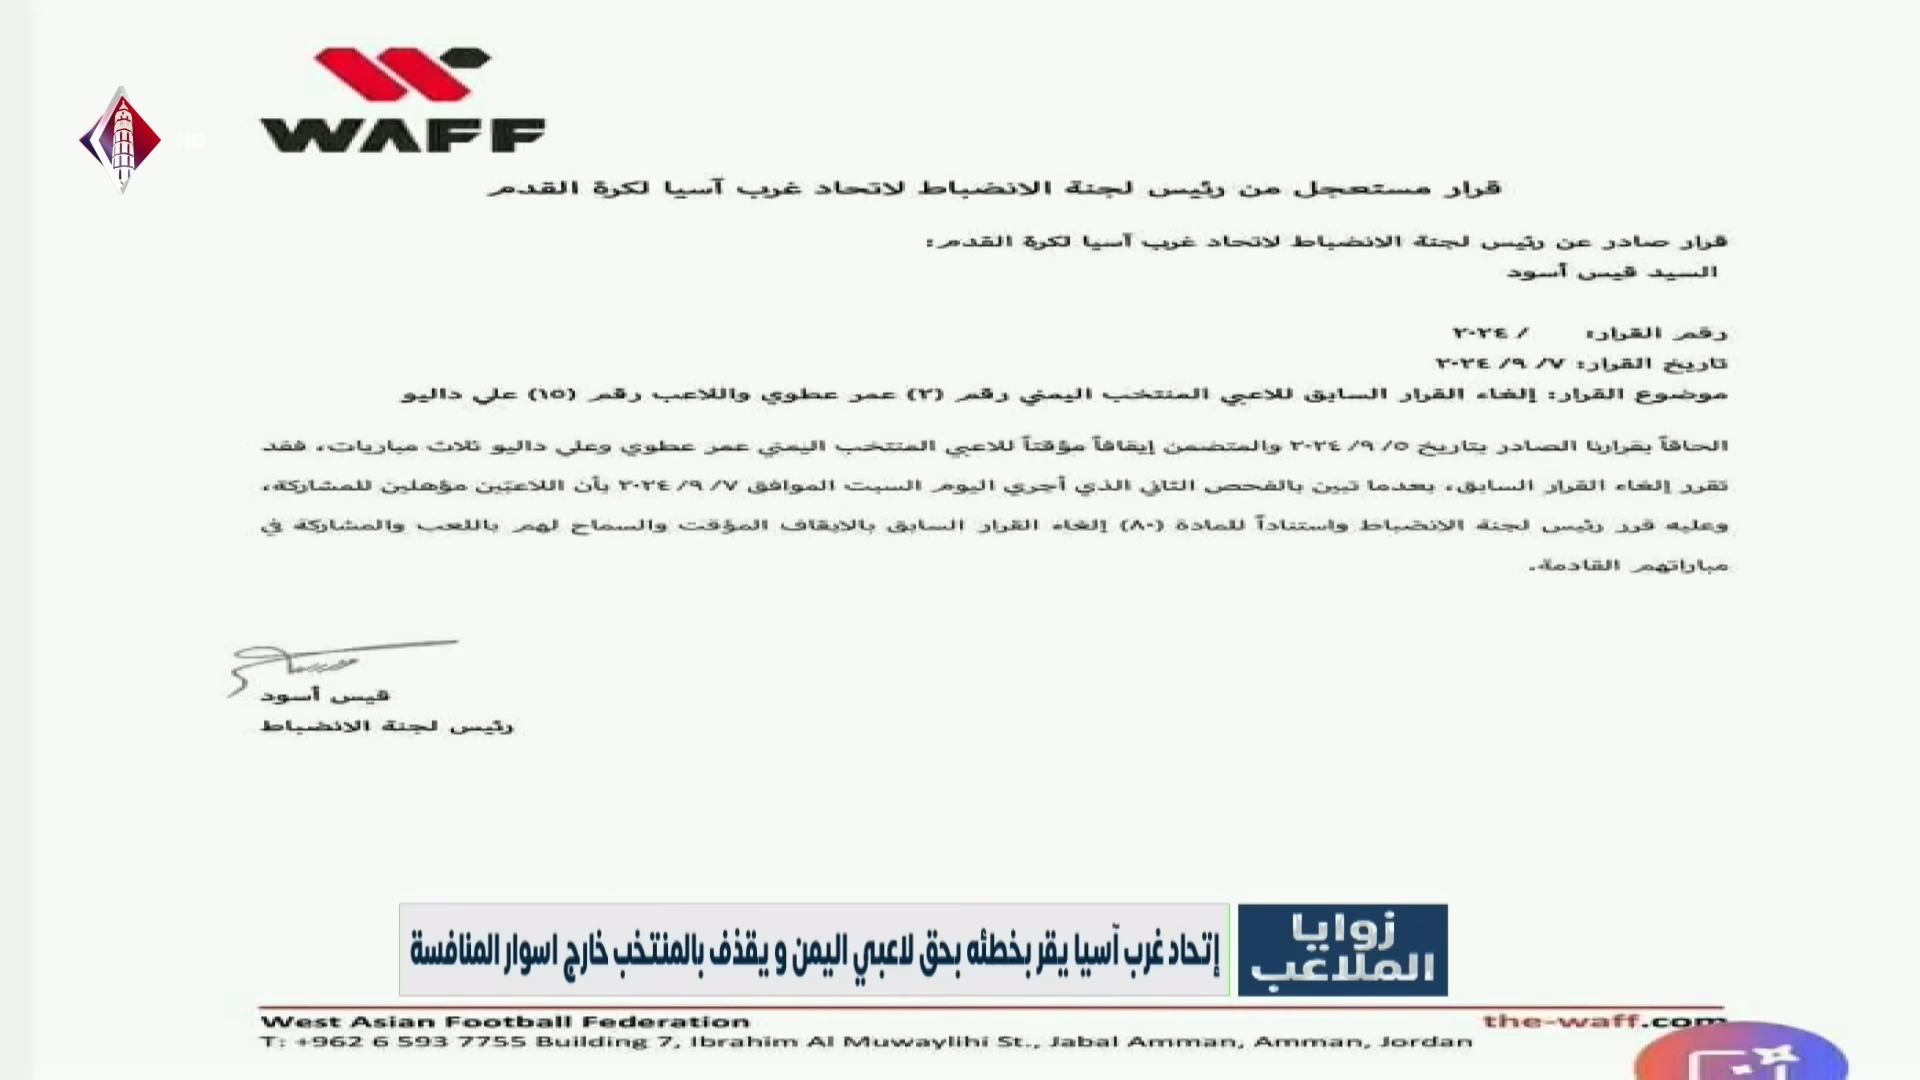 WAFF
قرار مستعجل من رئيس لجنة الانضباط لاتحاد غرب آسيا لكرة القدم
قرار صادر عن رئيس لجنة الانضباط لاتحاد غرب آسيا لكرة القدم:
السيد قيس أسود
رقم القرار: / ٢٠٢٤
تاريخ القرار: ٧/ ٩/ ٢٠٢٤
موضوع القرار: إلغاء القرار السابق للاعبي المنتخب اليمني رقم (٢) عمر عطوي واللاعب رقم (١٥) علي داليو
الحاقاً بقرارنا الصادر بتاريخ ٥/ ٩/ ٢٠٢٤ والمتضمن إيقافاً مؤقتاً للاعبي المنتخب اليمني عمر عطوي وعلي داليو ثلاث مباريات، فقد
تقرر إلغاء القرار السابق، بعدما تبين بالفحص الثاني الذي أجري اليوم السبت الموافق ٧/ ٩/ ٢٠٢٤ بأن اللاعبَين مؤهلين للمشاركة،
وعليه قرر رئيس لجنة الانضباط واستناداً للمادة (٨٠) إلغاء القرار السابق بالايقاف المؤقت والسماح لهم باللعب والمشاركة في
مباراتهم القادمة.
قيس أسود
رئيس لجنة الانضباط
زوايا
الملاعب
إتحاد غرب آسيا يقر بخطئه بحق لاعبي اليمن و يقذف بالمنتخب خارج اسوار المنافسة
West Asian Football Federation
the-waff.com
T: +962 6 593 7755 Building 7, Ibrahim Al Muwaylihi St., Jabal Amman, Amman, Jordan